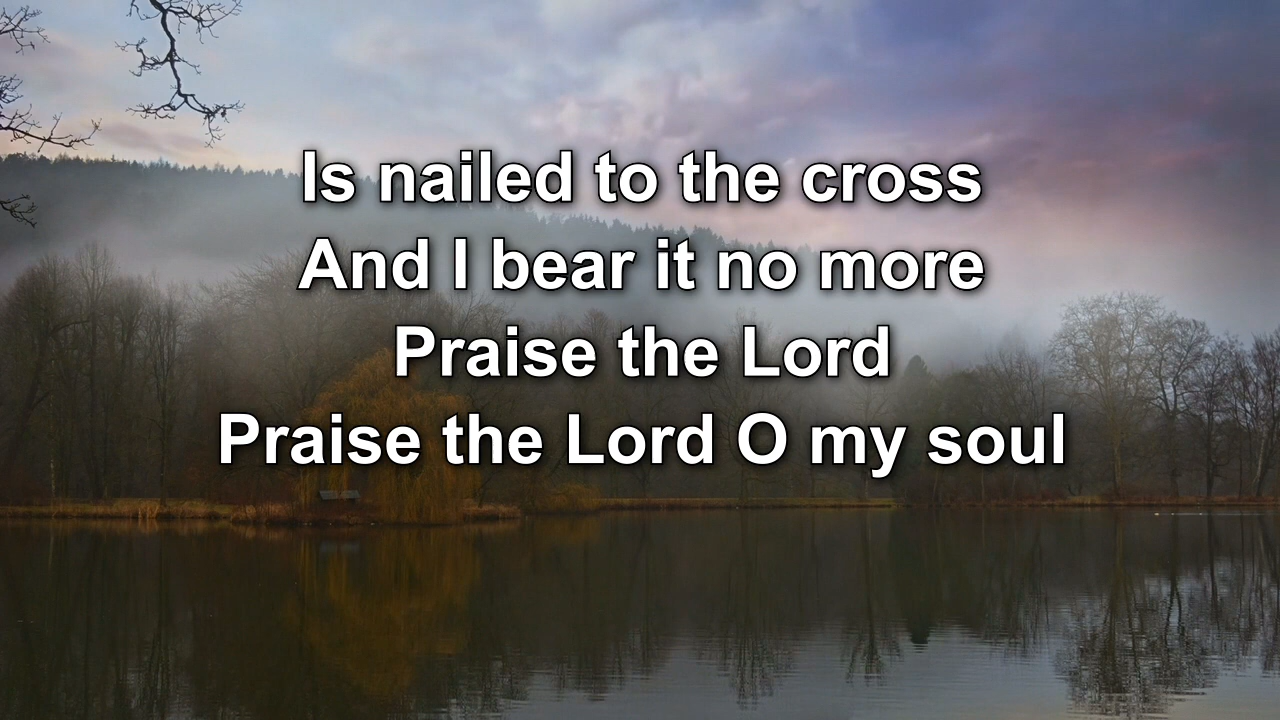 Is nailed to the cross
And I bear it no more
Praise the Lord
Praise the Lord O my soul